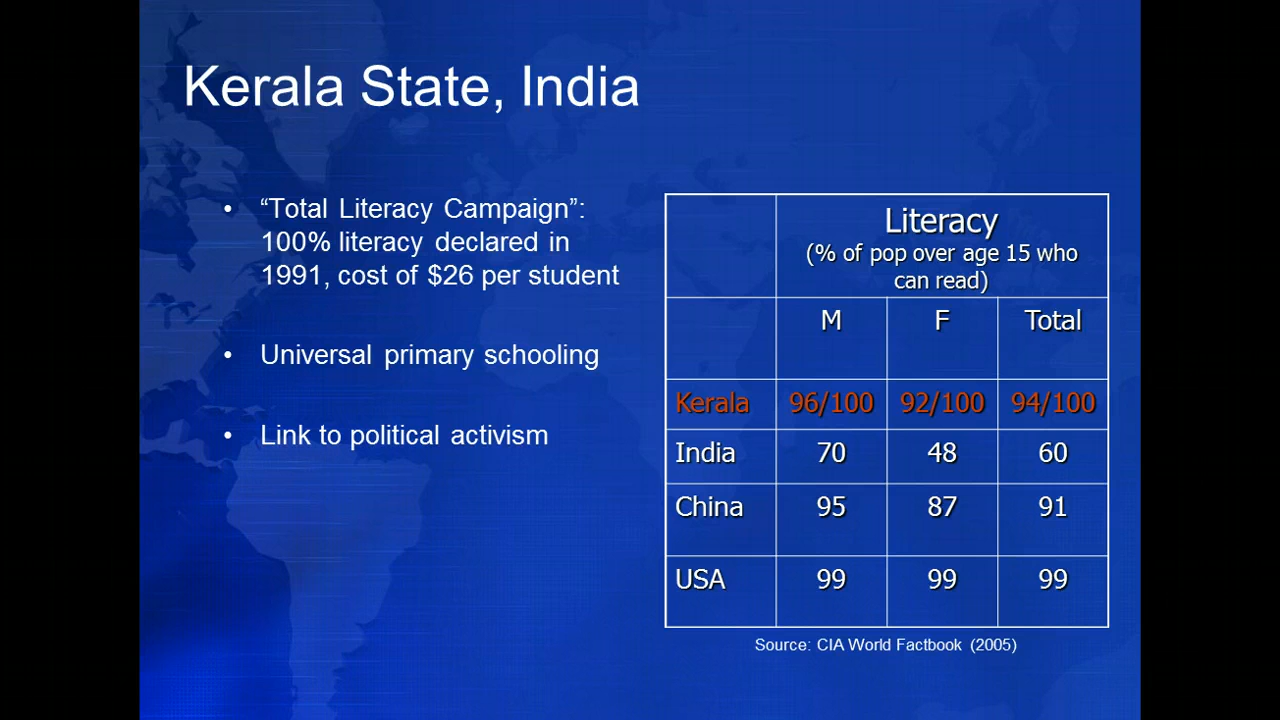 Kerala State, India
• “Total Literacy Campaign”:
100% literacy declared in
1991, cost of $26 per student
• Universal primary schooling
• Link to political activism
Literacy
(% of pop over age 15 who
can read)
M F Total
Kerala 96/100 92/100 94/100
India 70 48 60
China 95 87 91
USA 99 99 99
Source: CIA World Factbook (2005)